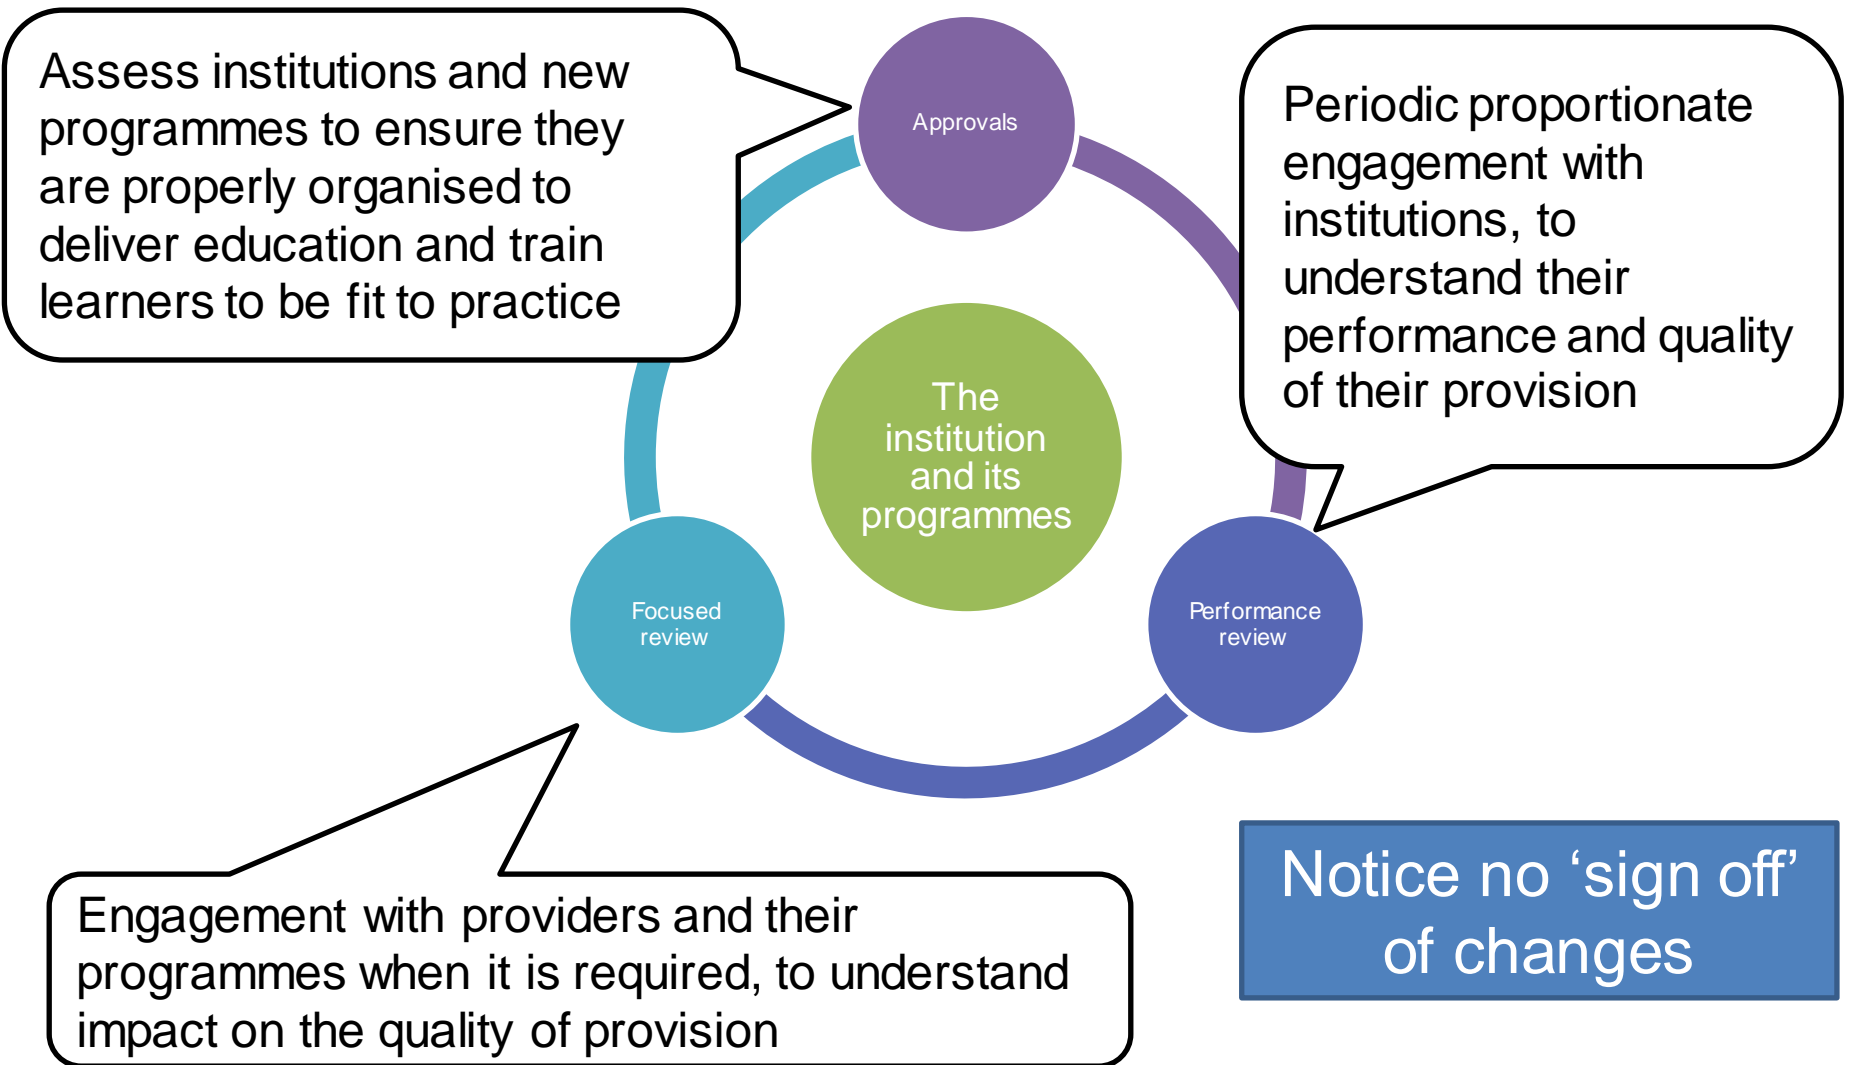 Assess institutions and new
programmes to ensure they
are properly organised to
deliver education and train
learners to be fit to practice
Approvals
Periodic proportionate
engagement with
institutions, to
understand their
performance and quality
of their provision
The
institution
and its
programmes
Focused
review
Performance
review
Engagement with providers and their
programmes when it is required, to understand
impact on the quality of provision
Notice no ‘sign off’
of changes